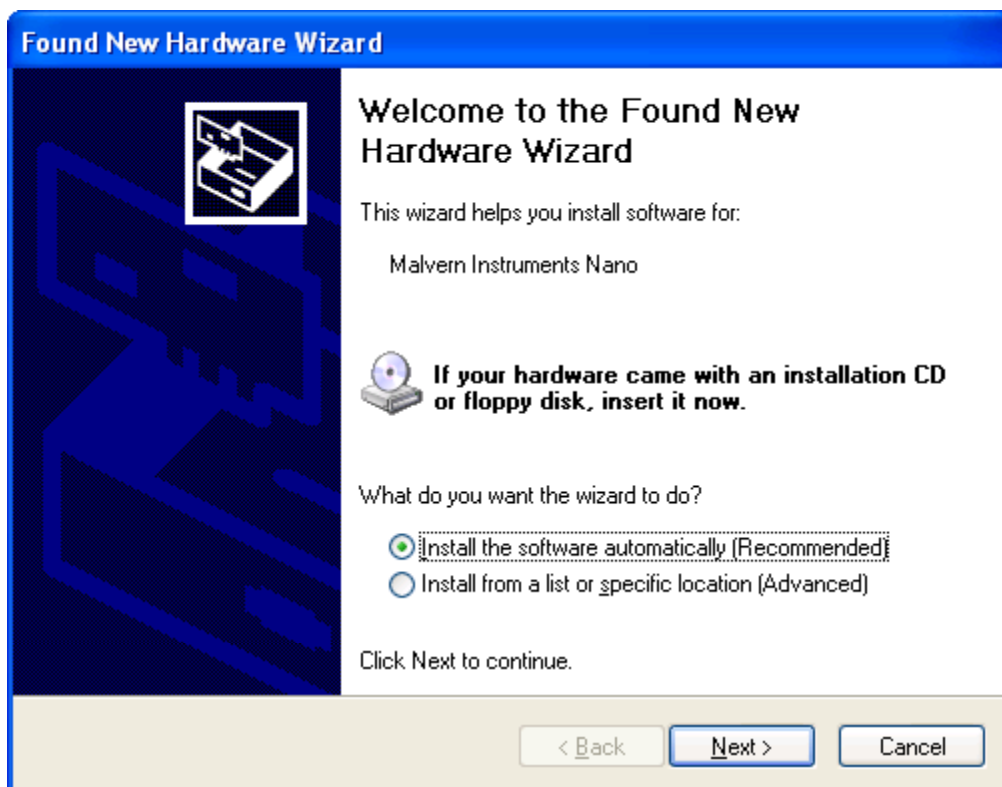 Found New Hardware Wizard
Welcome to the Found New
Hardware Wizard
This wizard helps you install software for:
Malvern Instruments Nano
If your hardware came with an installation CD
or floppy disk, insert it now.
What do you want the wizard to do?
Install the software automatically (Recommended)
Install from a list or specific location (Advanced)
Click Next to continue.
< Back
Next >
Cancel